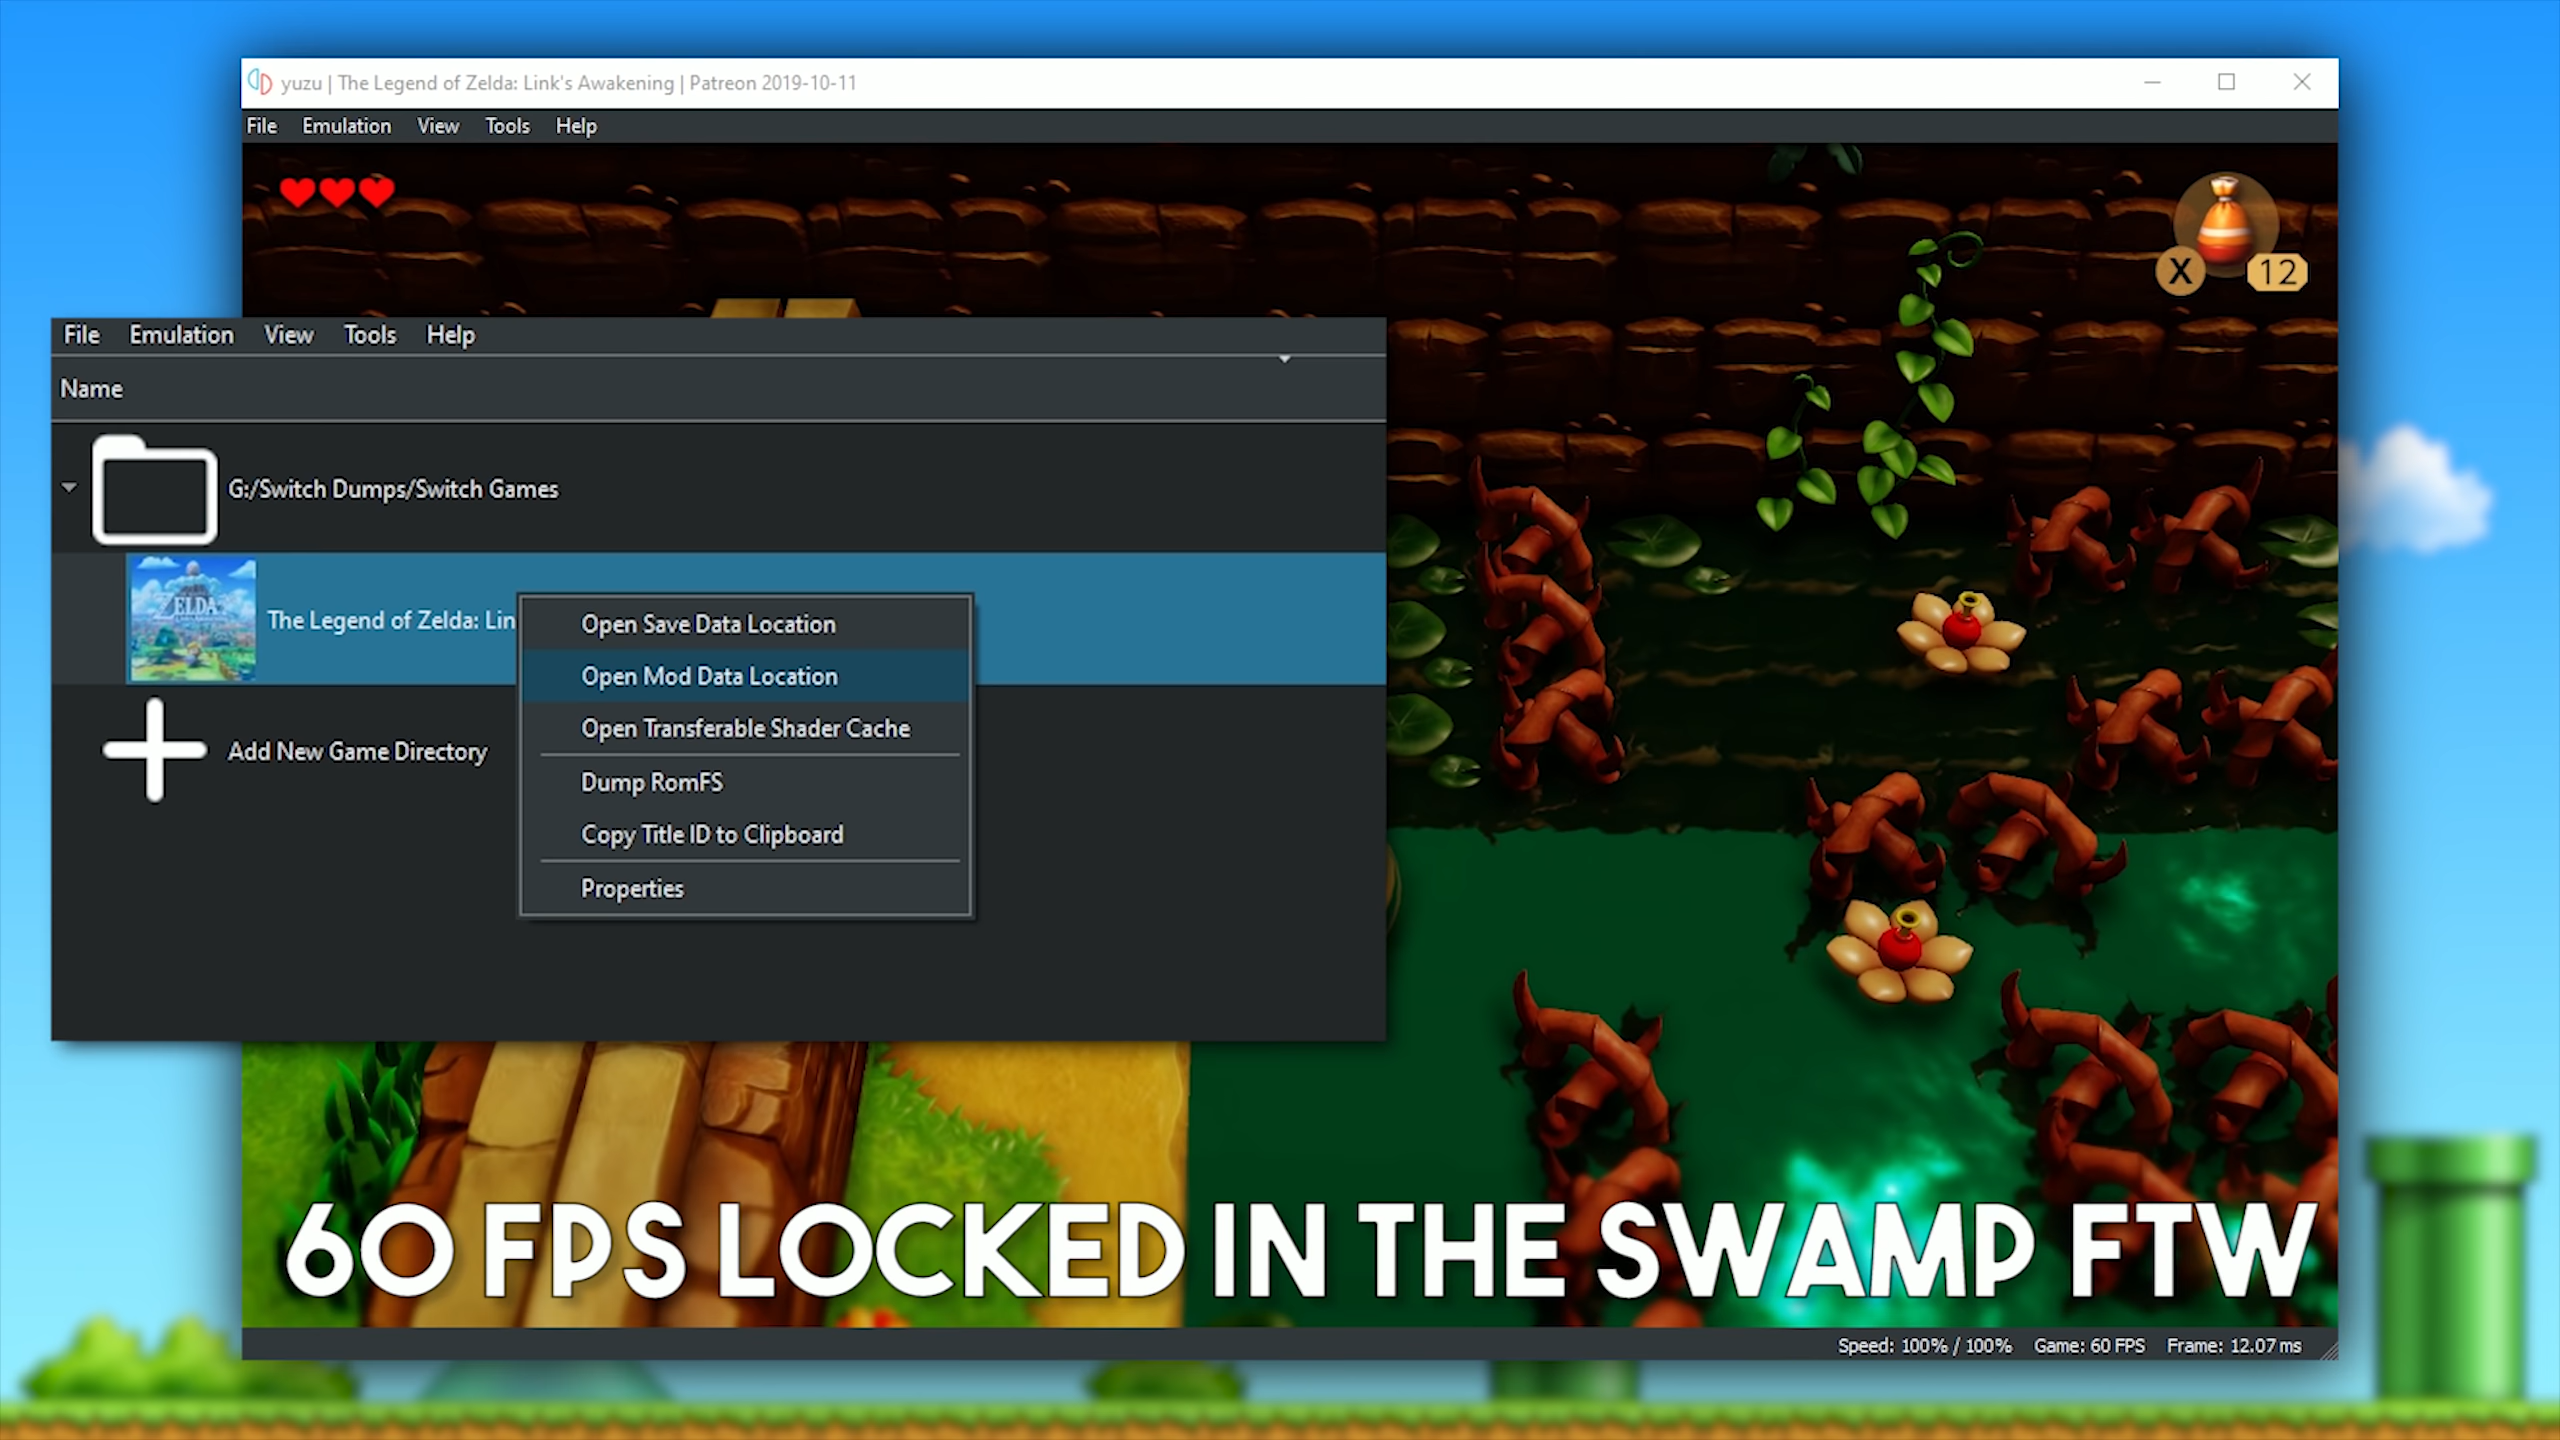 yuzu | The Legend of Zelda: Link's Awakening | Patreon 2019-10-11
File Emulation View Tools Help
X 12
File Emulation View Tools Help
Name
G:/Switch Dumps/Switch Games
ZELDA
The Legend of Zelda: Lin
Open Save Data Location
Open Mod Data Location
Open Transferable Shader Cache
Add New Game Directory
Dump RomFS
Copy Title ID to Clipboard
Properties
60 FPS LOCKED IN THE SWAMP FTW
Speed: 100% / 100% Game: 60 FPS Frame: 12.07 ms